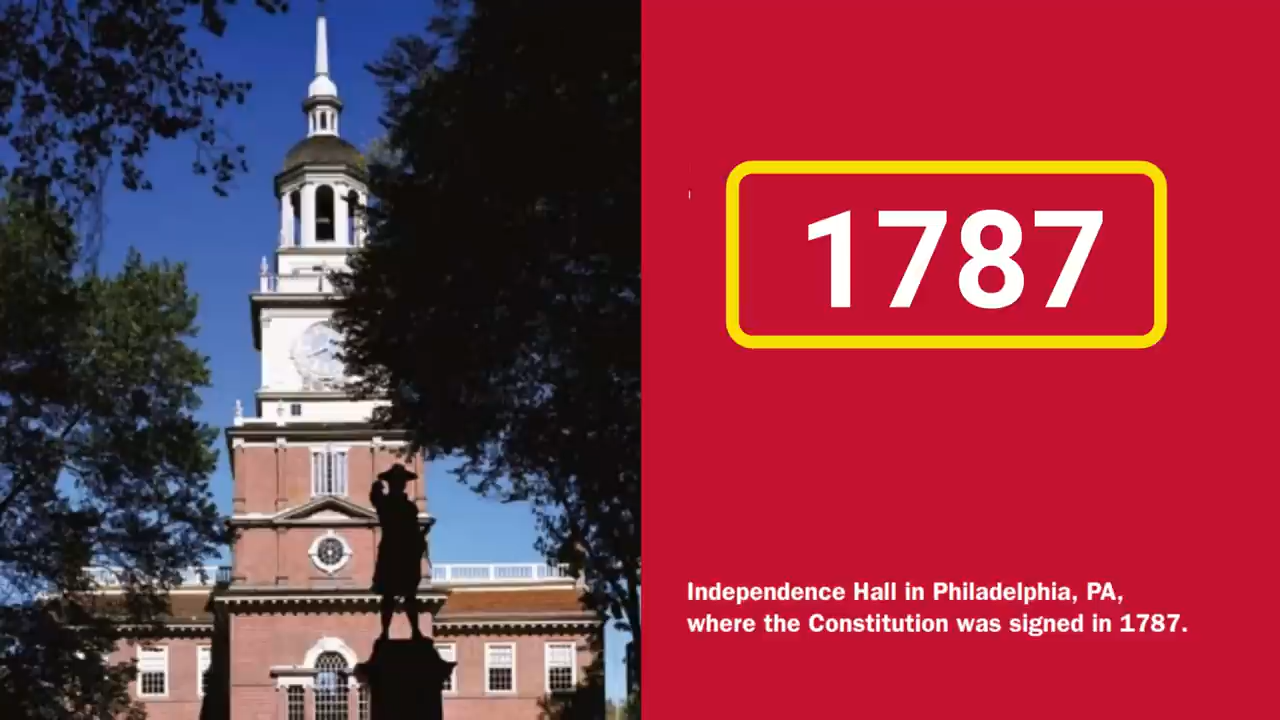 1787
Independence Hall in Philadelphia, PA,
where the Constitution was signed in 1787.